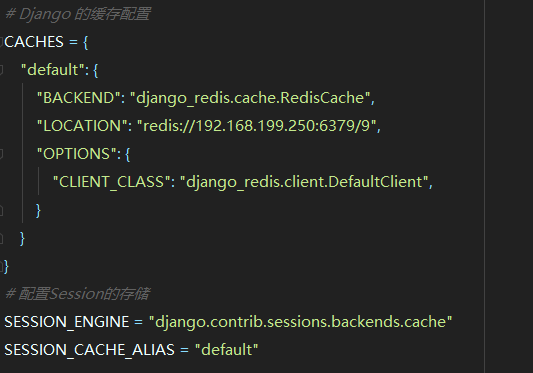 # Django 的缓存配置
CACHES = {
"default": {
"BACKEND": "django_redis.cache.RedisCache",
"LOCATION": "redis://192.168.199.250:6379/9",
"OPTIONS": {
"CLIENT_CLASS": "django_redis.client.DefaultClient",
}
}
}
# 配置Session的存储
SESSION_ENGINE = "django.contrib.sessions.backends.cache"
SESSION_CACHE_ALIAS = "default"